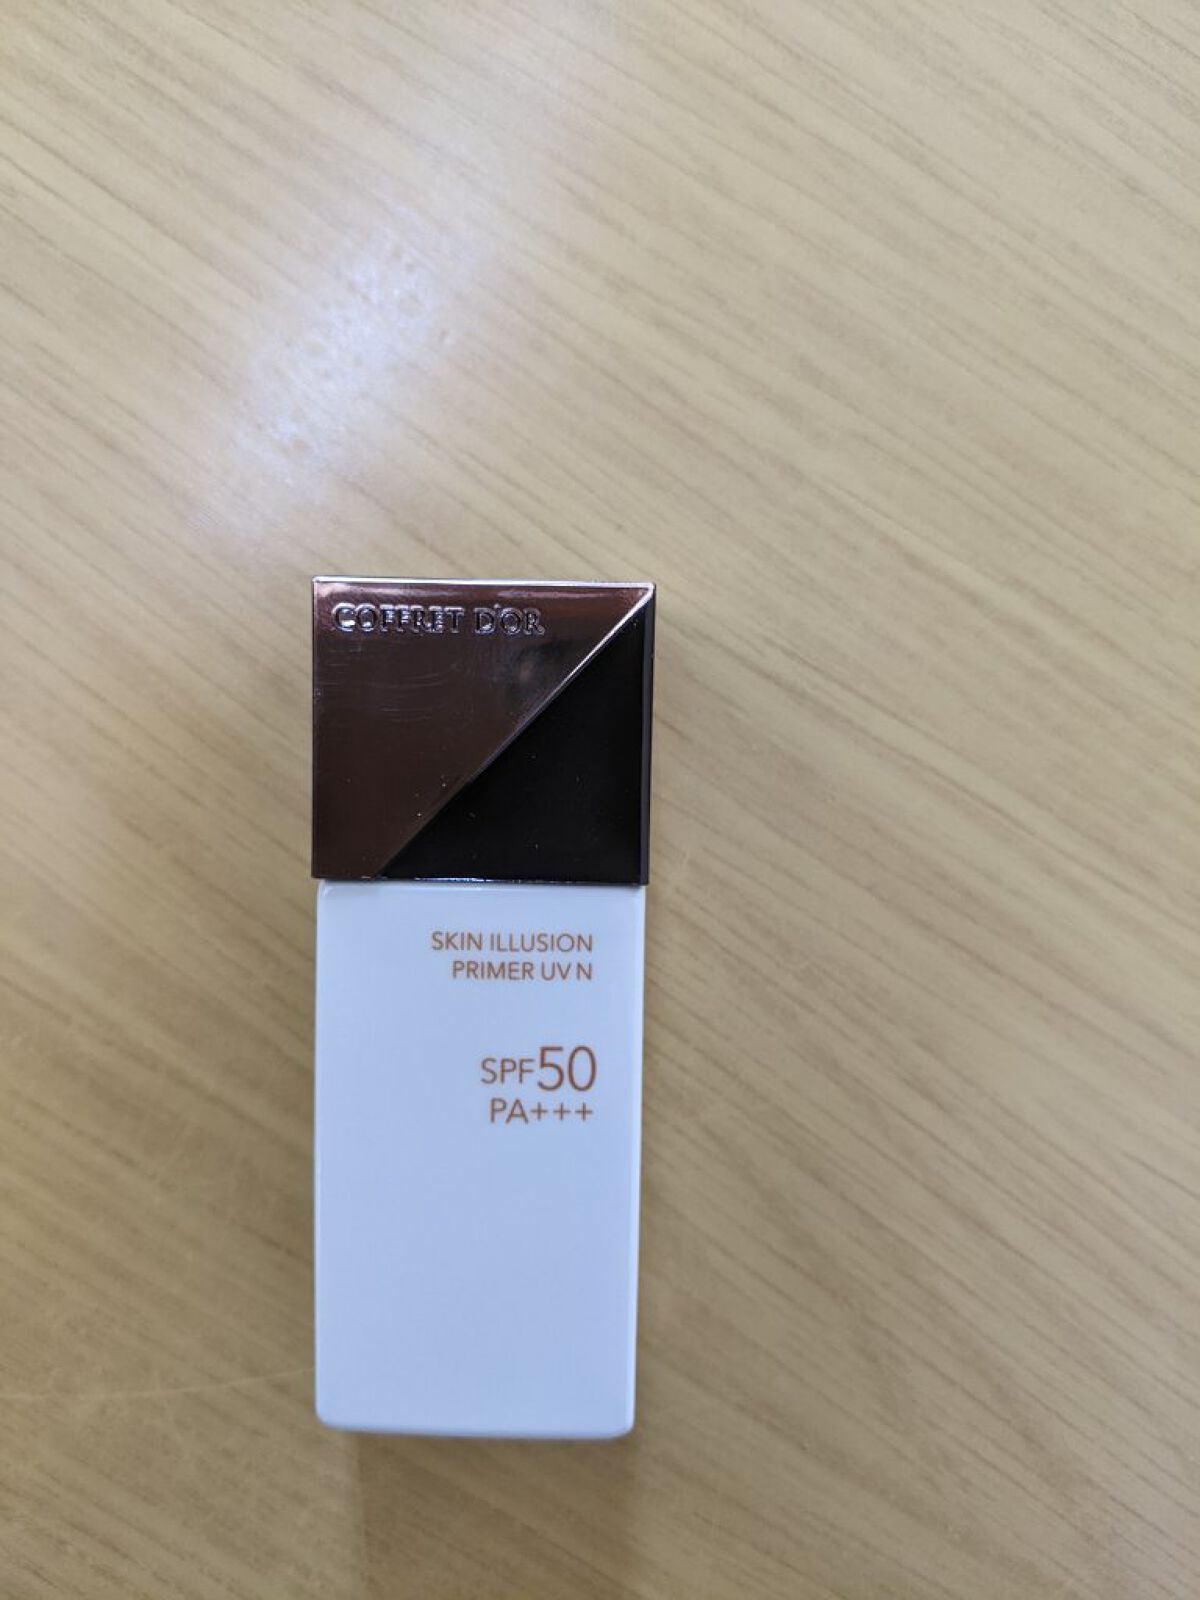 COFFRET D'OR
SKIN ILLUSION
PRIMER UV N
SPF50
PA+++